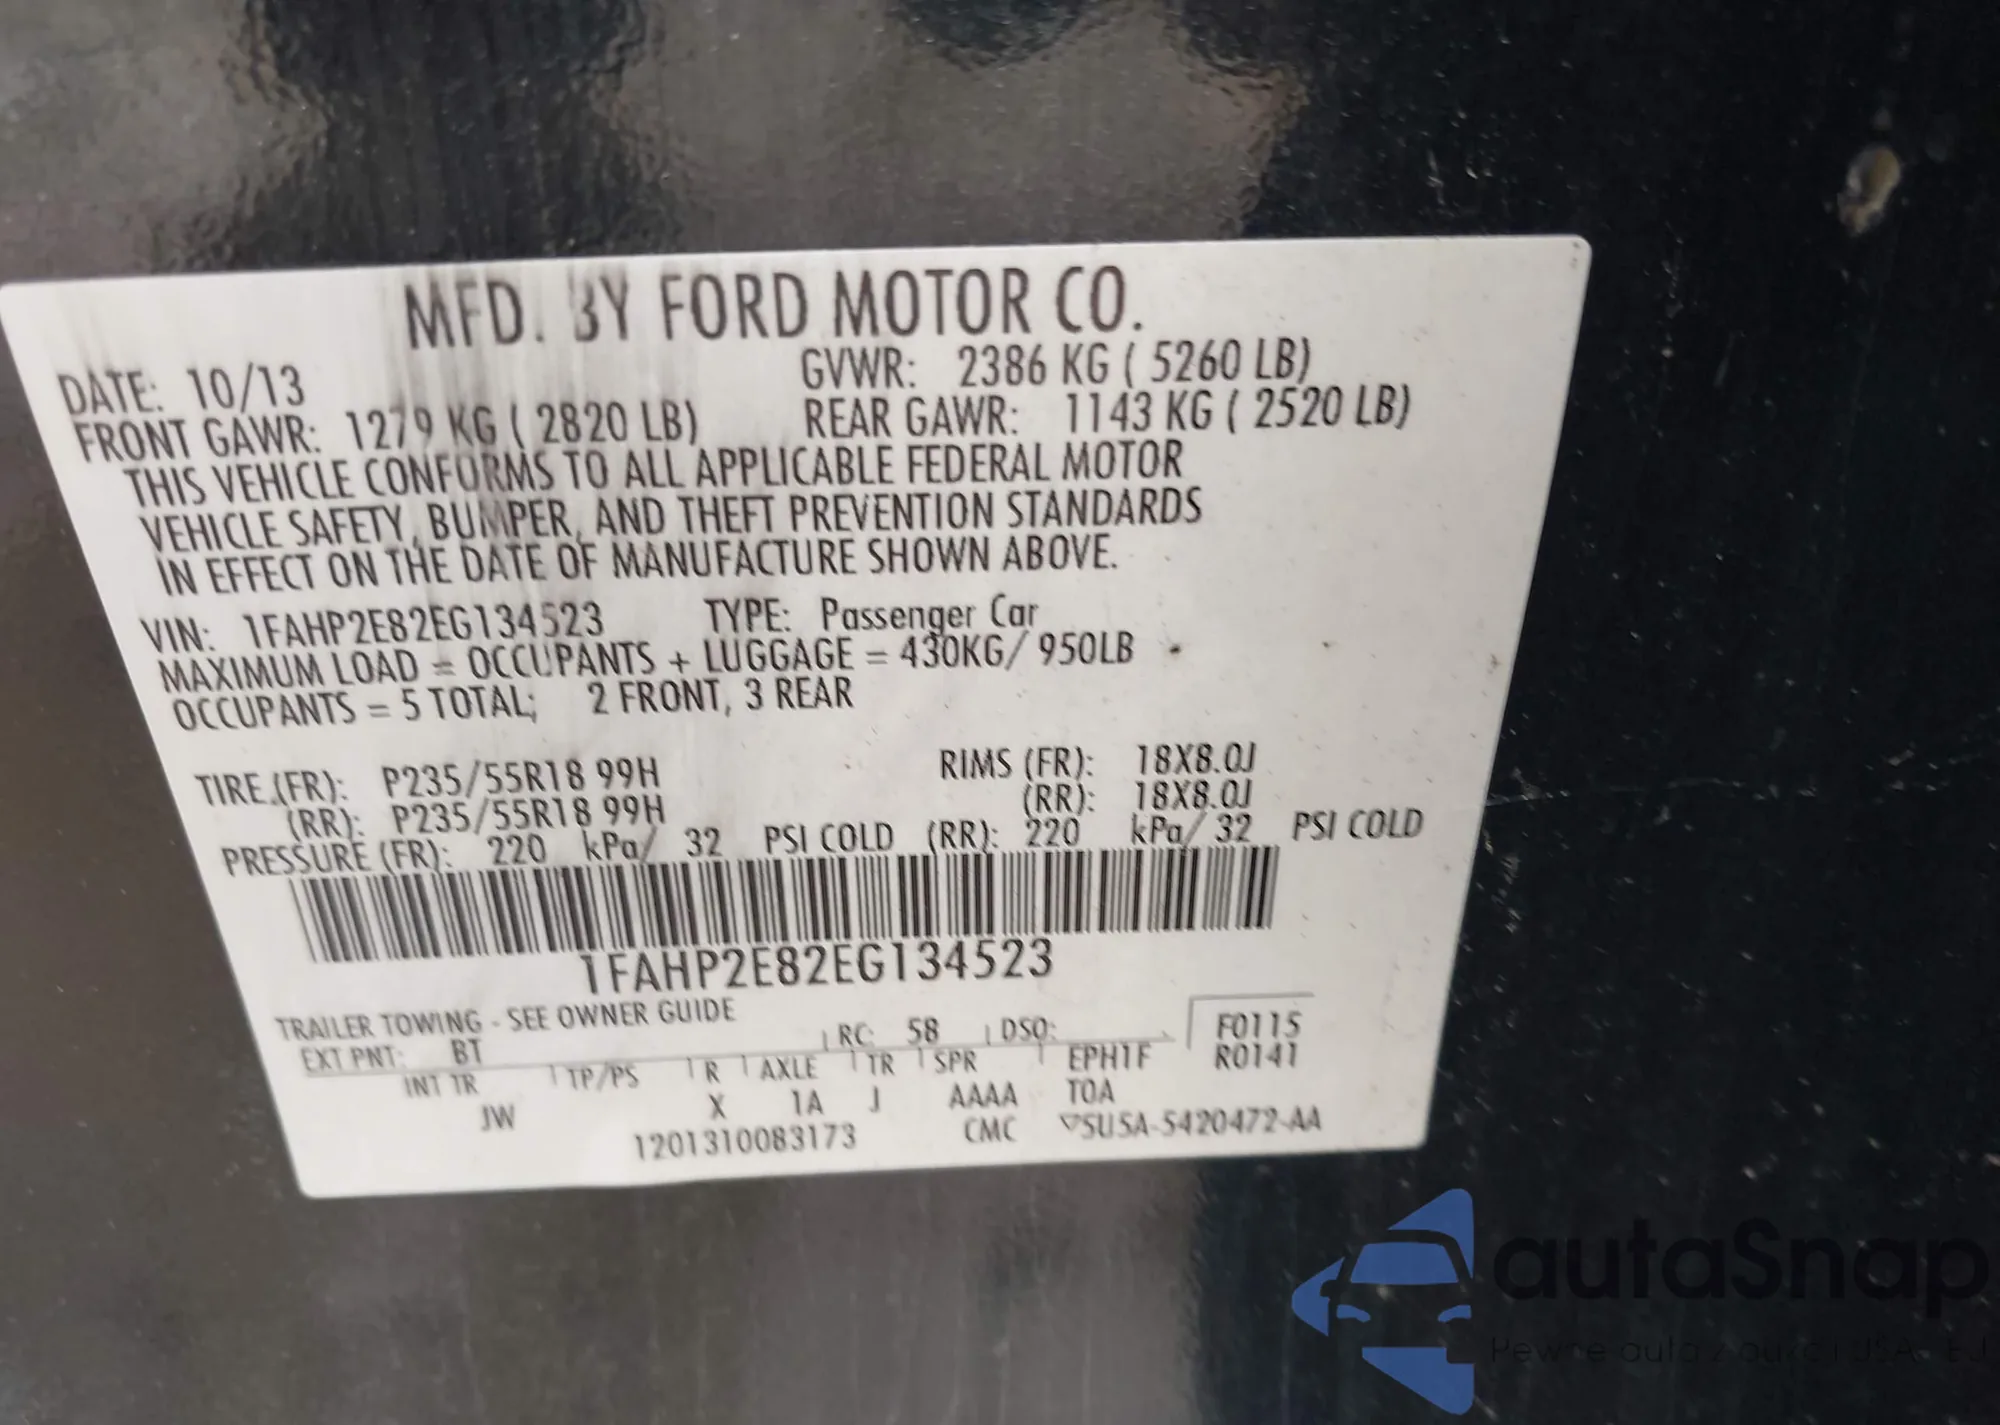 MFD. BY FORD MOTOR CO.
DATE: 10/13 GVWR: 2386 KG ( 5260 LB)
FRONT GAWR: 1279 KG ( 2820 LB) REAR GAWR: 1143 KG ( 2520 LB)
THIS VEHICLE CONFORMS TO ALL APPLICABLE FEDERAL MOTOR
VEHICLE SAFETY, BUMPER, AND THEFT PREVENTION STANDARDS
IN EFFECT ON THE DATE OF MANUFACTURE SHOWN ABOVE.
VIN: 1FAHP2E82EG134523 TYPE: Passenger Car
MAXIMUM LOAD = OCCUPANTS + LUGGAGE = 430KG/ 950LB
OCCUPANTS = 5 TOTAL; 2 FRONT, 3 REAR
TIRE (FR): P235/55R18 99H RIMS (FR): 18X8.0J
(RR): P235/55R18 99H (RR): 18X8.0J
PRESSURE (FR): 220 kPa/ 32 PSI COLD (RR): 220 kPa/ 32 PSI COLD
1FAHP2E82EG134523
TRAILER TOWING - SEE OWNER GUIDE
EXT PNT: BT RC: 58 DSO: F0115
INT TR TP/PS R AXLE TR SPR EPH1F R0141
JW X 1A J AAAA TOA
1201310083173 CMC ▽5U5A-5420472-AA
autaSnap